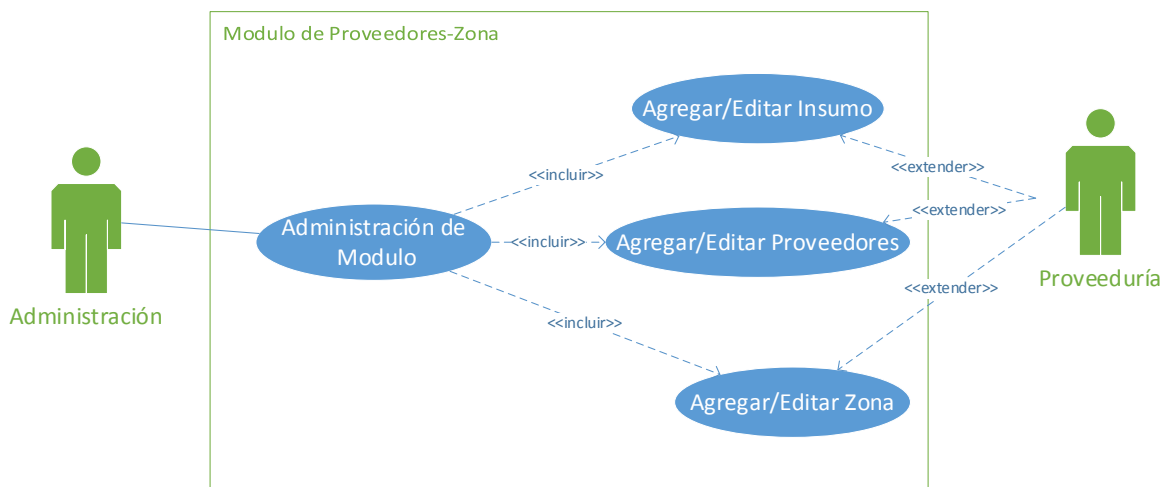 Modulo de Proveedores-Zona
Agregar/Editar Insumo
<<incluir>>
<<extender>>
Administración de
Modulo
<<incluir>>
Agregar/Editar Proveedores
<<extender>>
Proveeduría
Administración
<<incluir>>
<<extender>>
Agregar/Editar Zona